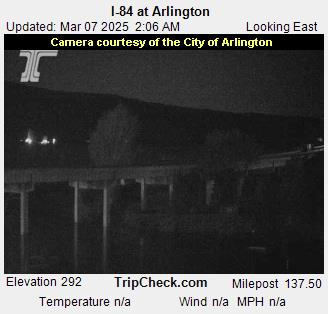 I-84 at Arlington
Updated: Mar 07 2025 2:06 AM Looking East
Camera courtesy of the City of Arlington
Elevation 292 TripCheck.com Milepost 137.50
Temperature n/a Wind n/a MPH n/a